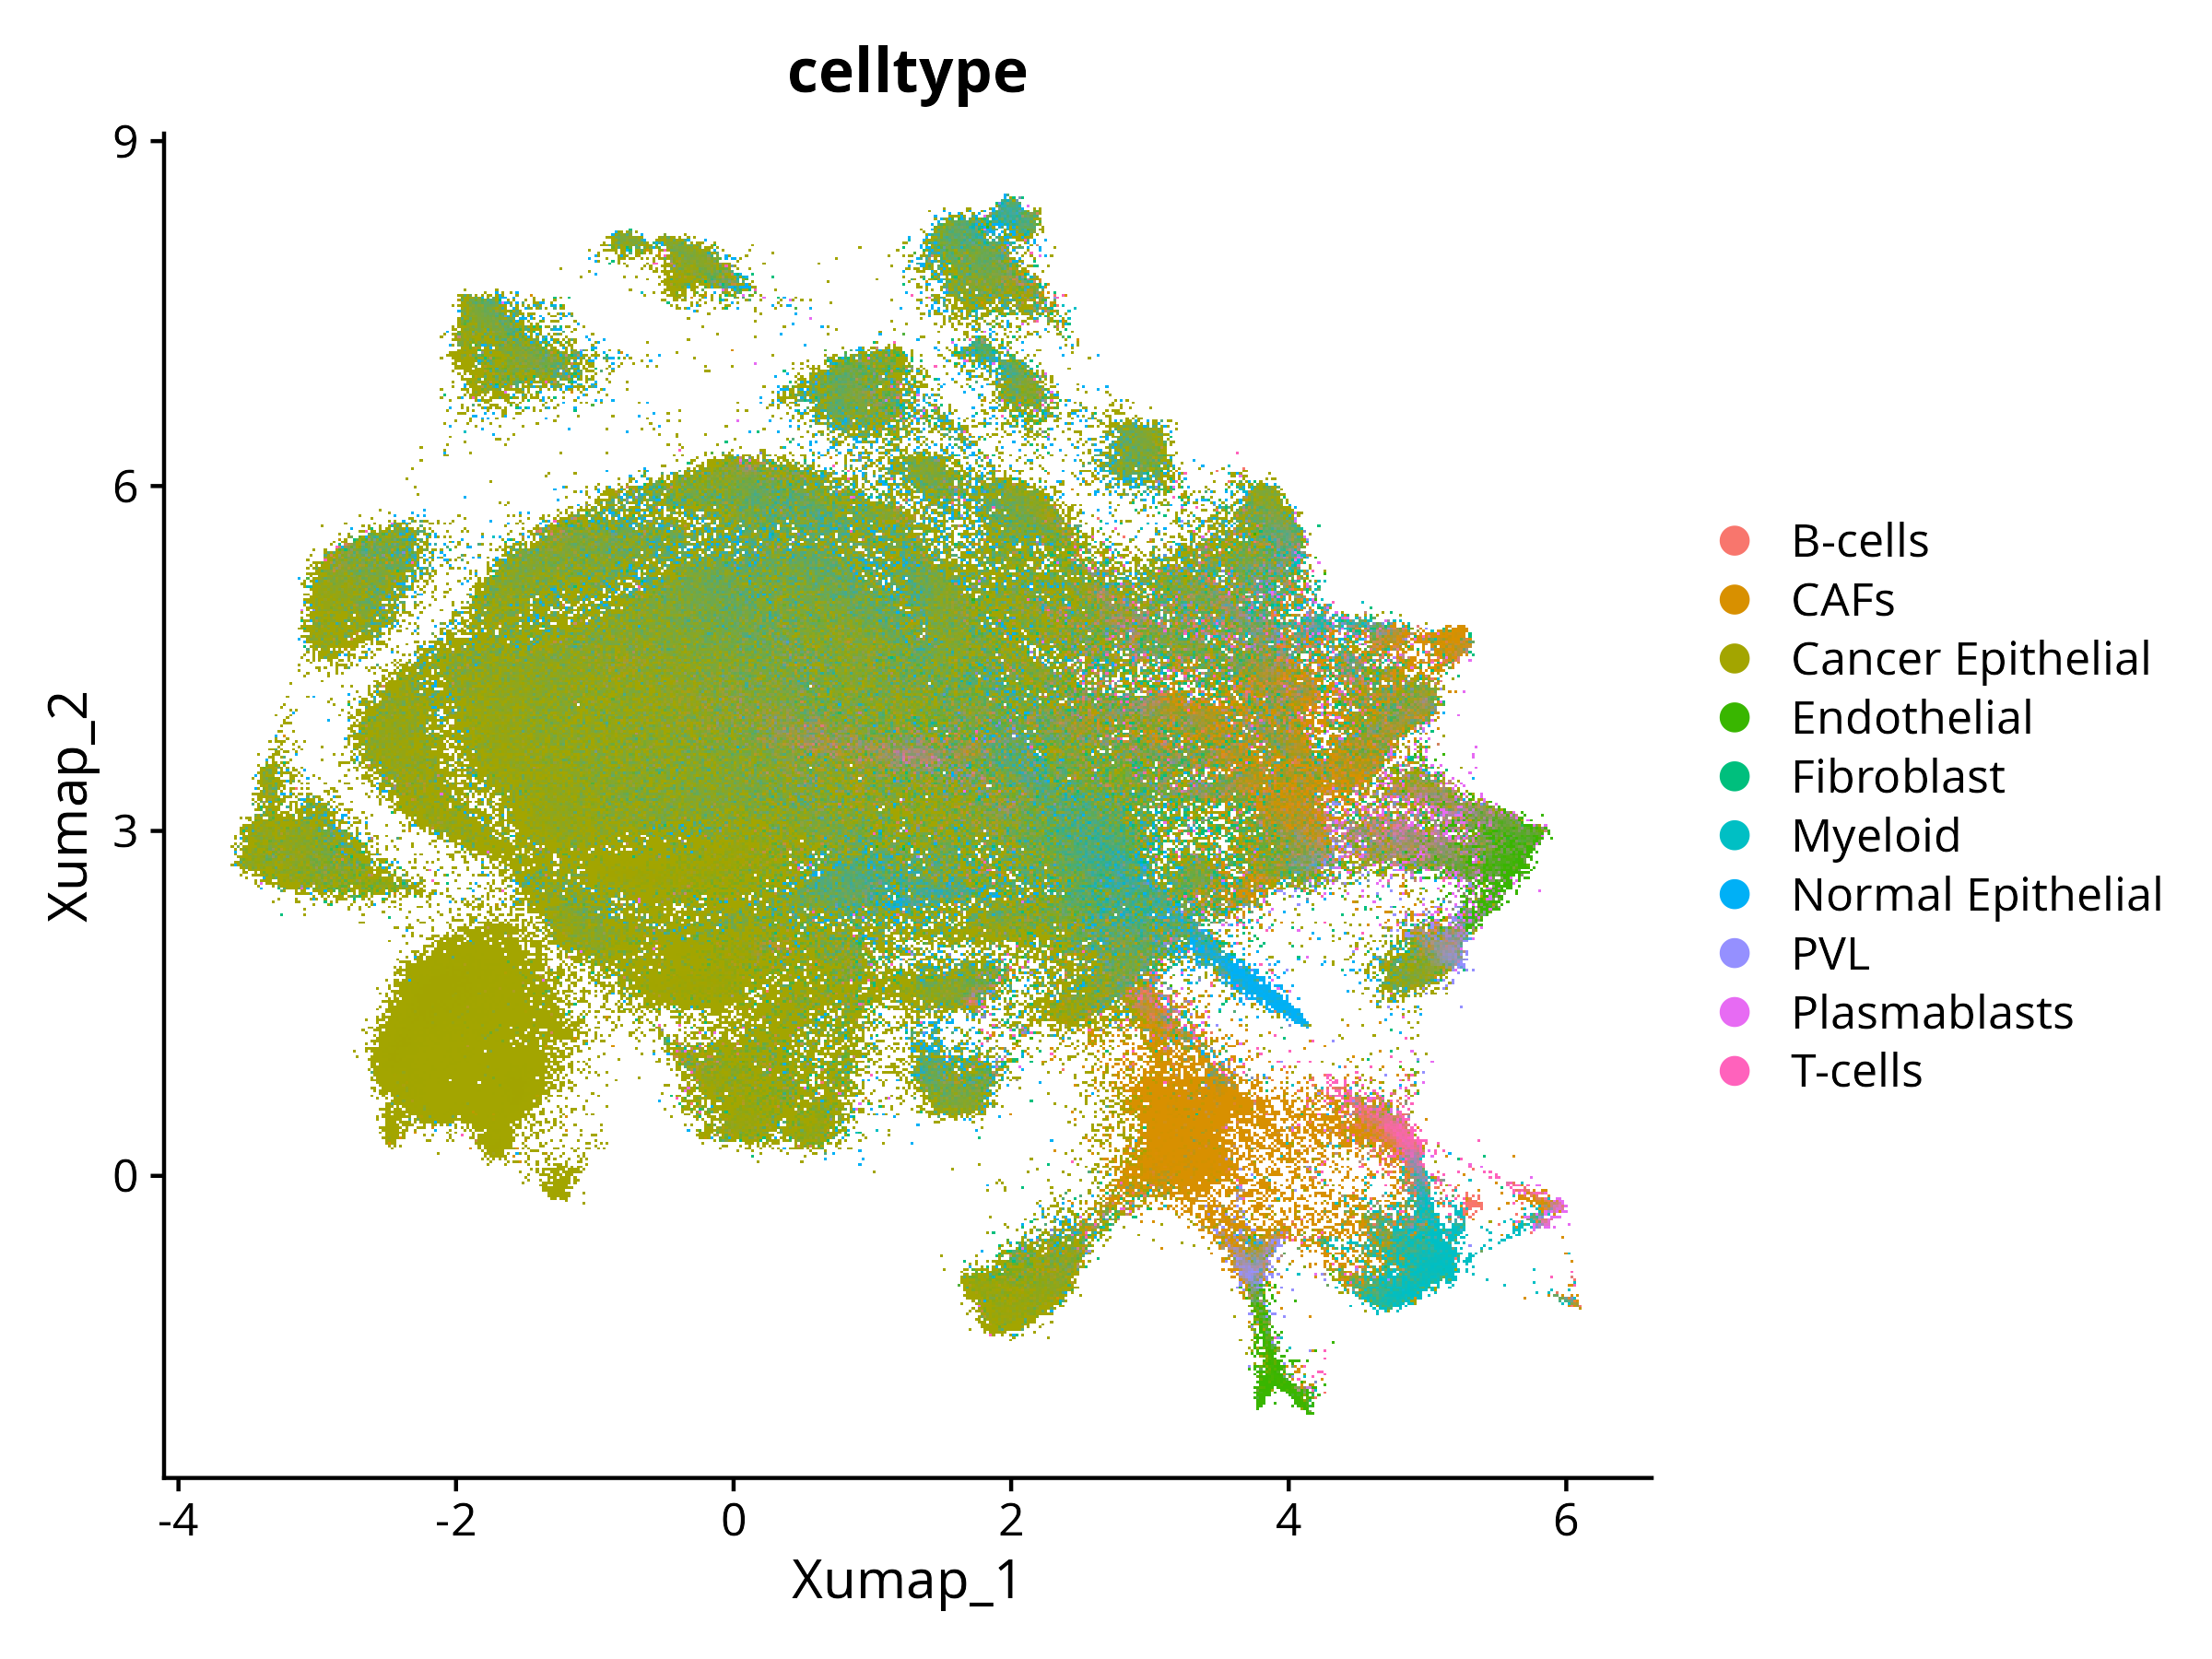 celltype
9
6
3
0
-4
-2
0
2
4
6
Xumap_1
Xumap_2
B-cells
CAFs
Cancer Epithelial
Endothelial
Fibroblast
Myeloid
Normal Epithelial
PVL
Plasmablasts
T-cells